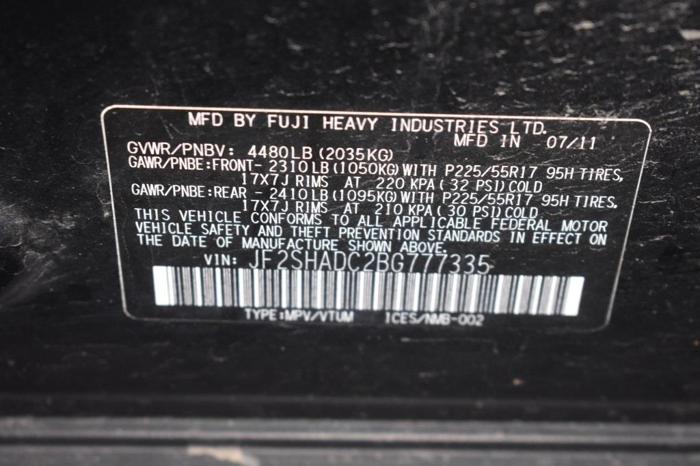 MFD BY FUJI HEAVY INDUSTRIES LTD.
MFD IN 07/11
GVWR/PNBV: 4480LB (2035KG)
GAWR/PNBE:FRONT- 2310LB (1050KG)WITH P225/55R17 95H TIRES,
17X7J RIMS AT 220 KPA (32 PSI)COLD
GAWR/PNBE:REAR - 2410LB (1095KG)WITH P225/55R17 95H TIRES,
17X7J RIMS AT 210 KPA (30 PSI)COLD
THIS VEHICLE CONFORMS TO ALL APPLICABLE FEDERAL MOTOR
VEHICLE SAFETY AND THEFT PREVENTION STANDARDS IN EFFECT ON
THE DATE OF MANUFACTURE SHOWN ABOVE.
VIN: JF2SHADC2BG777335
TYPE:MPV/VTUM ICES/NMB-002